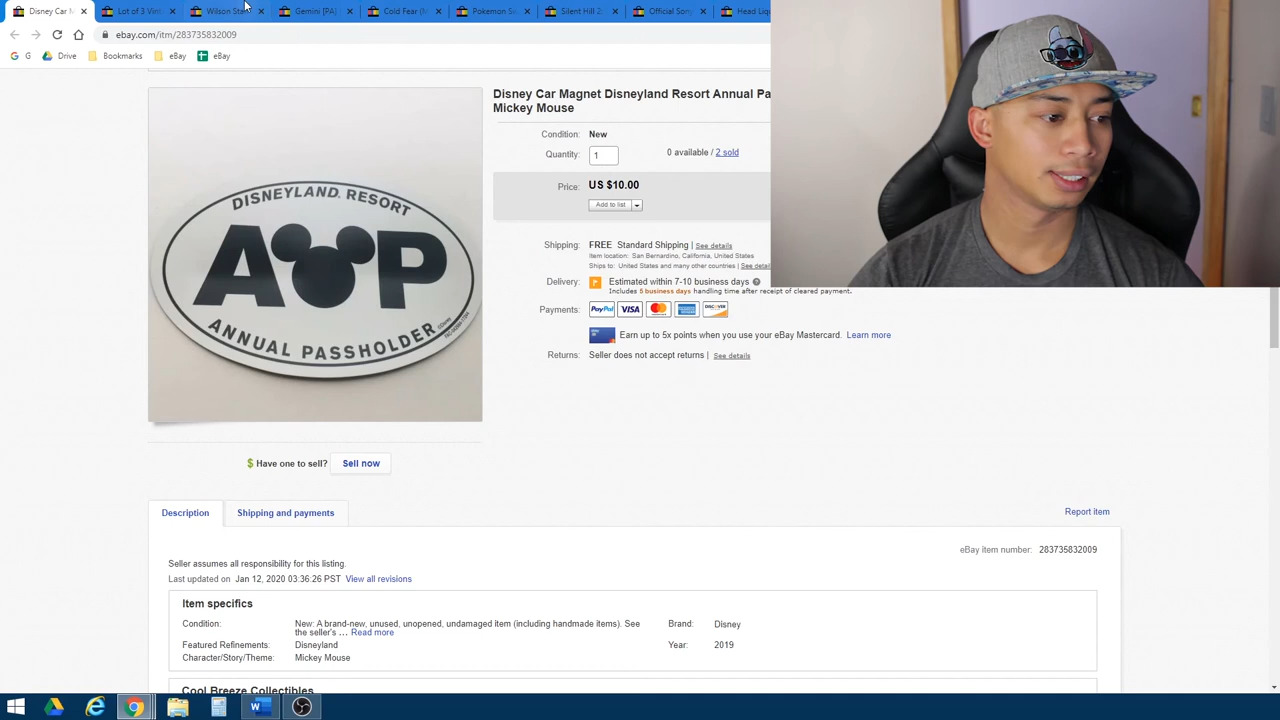 Disney Car M
Lot of 3 Vint
Wilson Sta
Gemini [PA]
Cold Fear (
Pokemon S
Silent Hill 2
Official Sony
Head Liqu
ebay.com/itm/283735832009
G
Drive
Bookmarks
eBay
eBay
Disney Car Magnet Disneyland Resort Annual Pa
Mickey Mouse
Condition: New
Quantity: 1
0 available / 2 sold
Price: US $10.00
Add to list
Shipping: FREE Standard Shipping | See details
Item location: San Bernardino, California, United States
Ships to: United States and many other countries | See detai
Delivery: Estimated within 7-10 business days
Includes 5 business days handling time after receipt of cleared payment.
Payments: PayPal VISA DISCOVER
Earn up to 5x points when you use your eBay Mastercard. Learn more
Returns: Seller does not accept returns | See details
DISNEYLAND RESORT
AP
ANNUAL PASSHOLDER
©Disney
Have one to sell? Sell now
Description
Shipping and payments
Report item
eBay item number: 283735832009
Seller assumes all responsibility for this listing.
Last updated on Jan 12, 2020 03:36:26 PST View all revisions
Item specifics
Condition: New: A brand-new, unused, unopened, undamaged item (including handmade items). See
the seller's ... Read more
Brand: Disney
Featured Refinements: Disneyland
Year: 2019
Character/Story/Theme: Mickey Mouse
Cool Breeze Collectibles